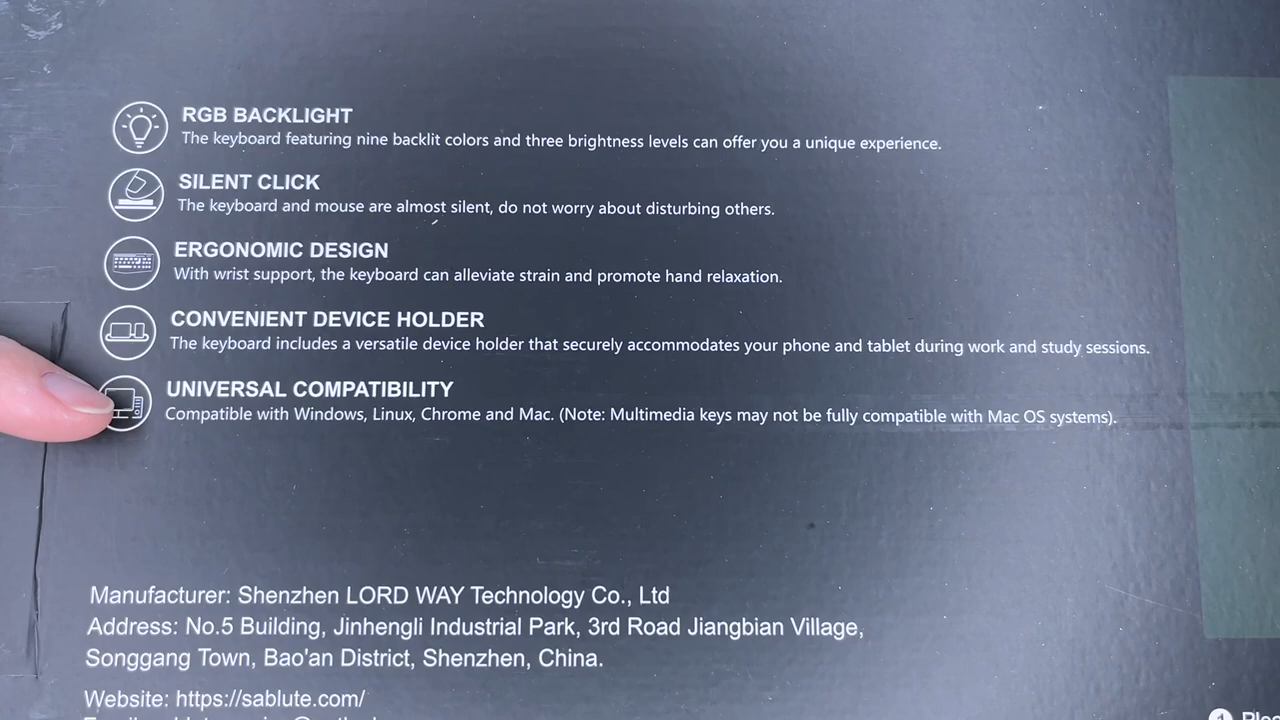 RGB BACKLIGHT
The keyboard featuring nine backlit colors and three brightness levels can offer you a unique experience.
SILENT CLICK
The keyboard and mouse are almost silent, do not worry about disturbing others.
ERGONOMIC DESIGN
With wrist support, the keyboard can alleviate strain and promote hand relaxation.
CONVENIENT DEVICE HOLDER
The keyboard includes a versatile device holder that securely accommodates your phone and tablet during work and study sessions.
UNIVERSAL COMPATIBILITY
Compatible with Windows, Linux, Chrome and Mac. (Note: Multimedia keys may not be fully compatible with Mac OS systems).
Manufacturer: Shenzhen LORD WAY Technology Co., Ltd
Address: No.5 Building, Jinhengli Industrial Park, 3rd Road Jiangbian Village,
Songgang Town, Bao'an District, Shenzhen, China.
Website: https://sablute.com/